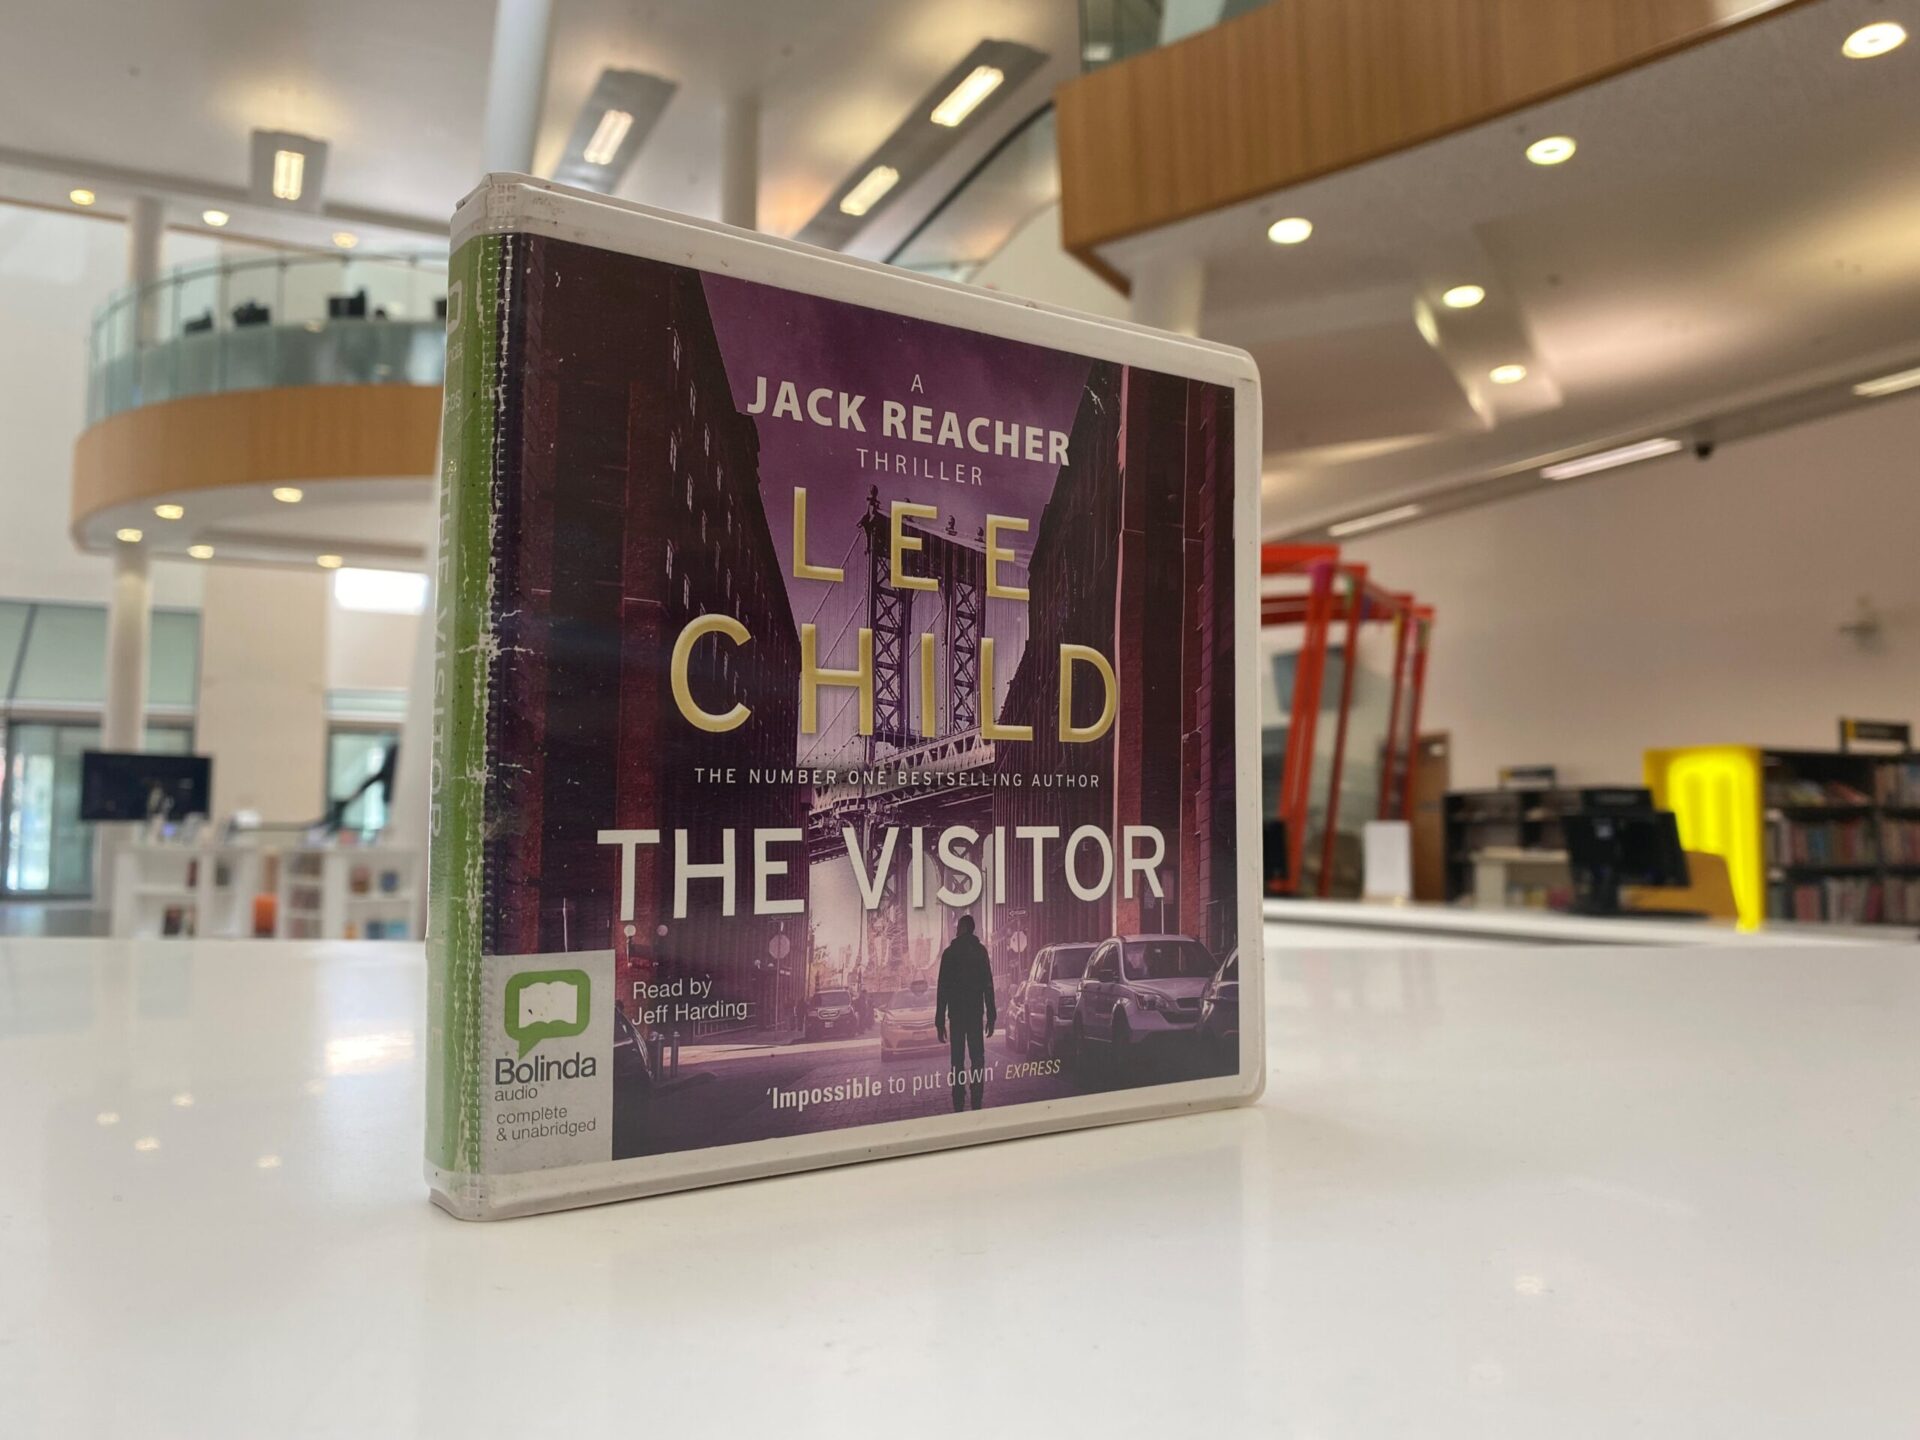 A
JACK REACHER
THRILLER
LEE
CHILD
THE NUMBER ONE BESTSELLING AUTHOR
THE VISITOR
Read by
Jeff Harding
'Impossible to put down' EXPRESS
Bolinda
audio
complete
& unabridged
THE VISITOR